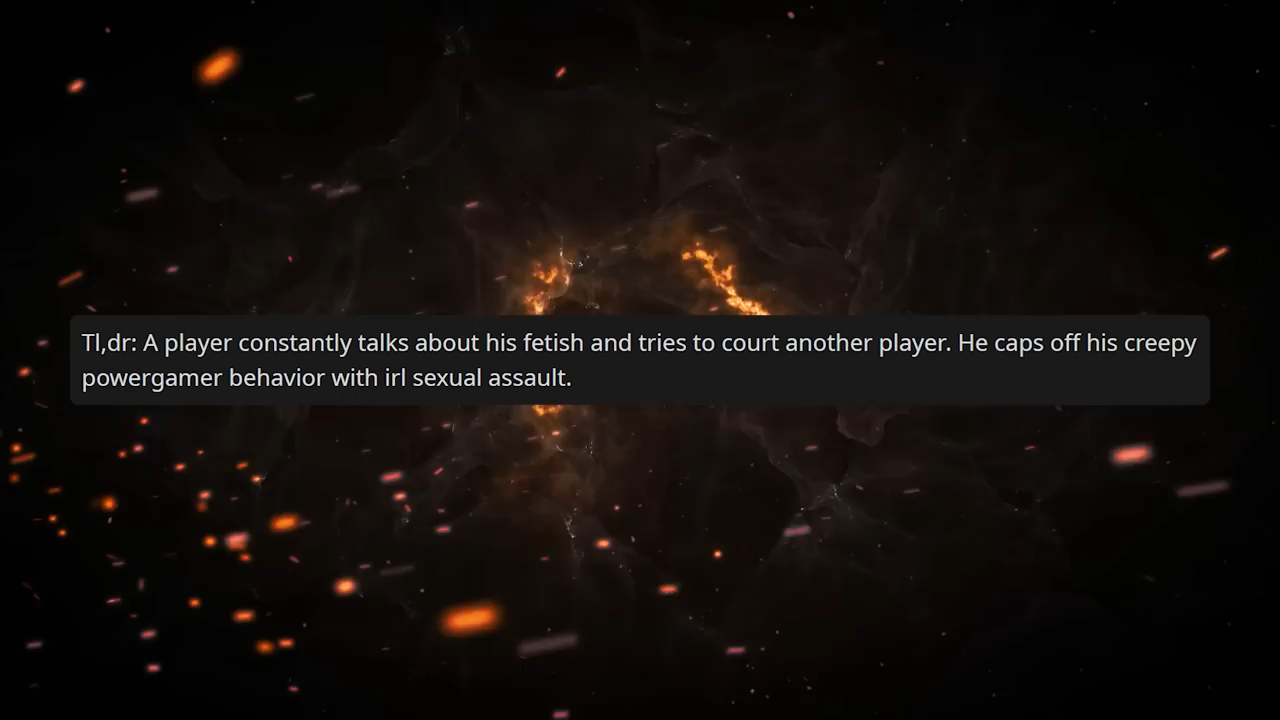 Tl,dr: A player constantly talks about his fetish and tries to court another player. He caps off his creepy
powergamer behavior with irl sexual assault.